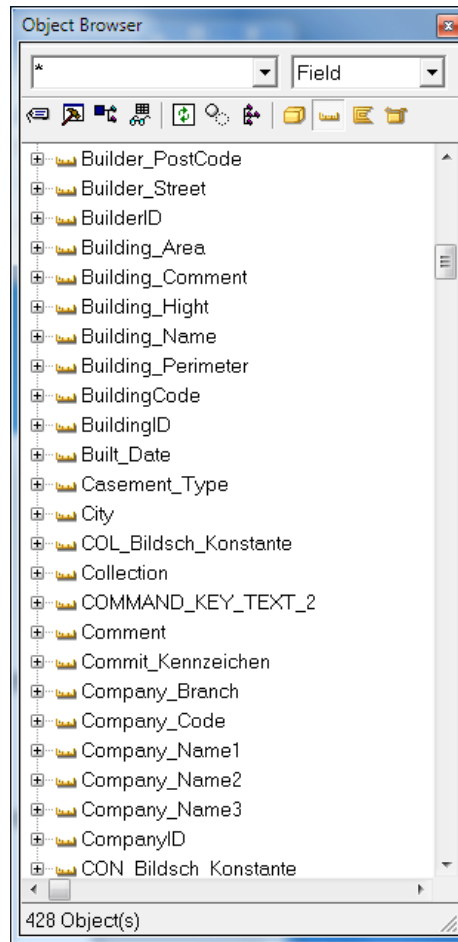 Object Browser
*
Field
Builder_PostCode
Builder_Street
BuilderID
Building_Area
Building_Comment
Building_Hight
Building_Name
Building_Perimeter
BuildingCode
BuildingID
Built_Date
Casement_Type
City
COL_Bildsch_Konstante
Collection
COMMAND_KEY_TEXT_2
Comment
Commit_Kennzeichen
Company_Branch
Company_Code
Company_Name1
Company_Name2
Company_Name3
CompanyID
CON_Bildsch_Konstante
428 Object(s)